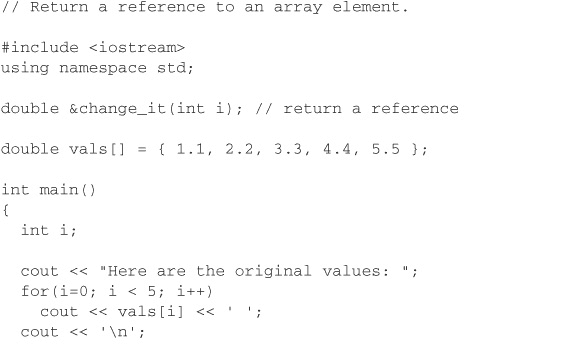 // Return a reference to an array element.
#include <iostream>
using namespace std;
double &change_it(int i); // return a reference
double vals[] = { 1.1, 2.2, 3.3, 4.4, 5.5 };
int main()
{
  int i;
  cout << "Here are the original values: ";
  for(i=0; i < 5; i++)
    cout << vals[i] << ' ';
  cout << '\n';